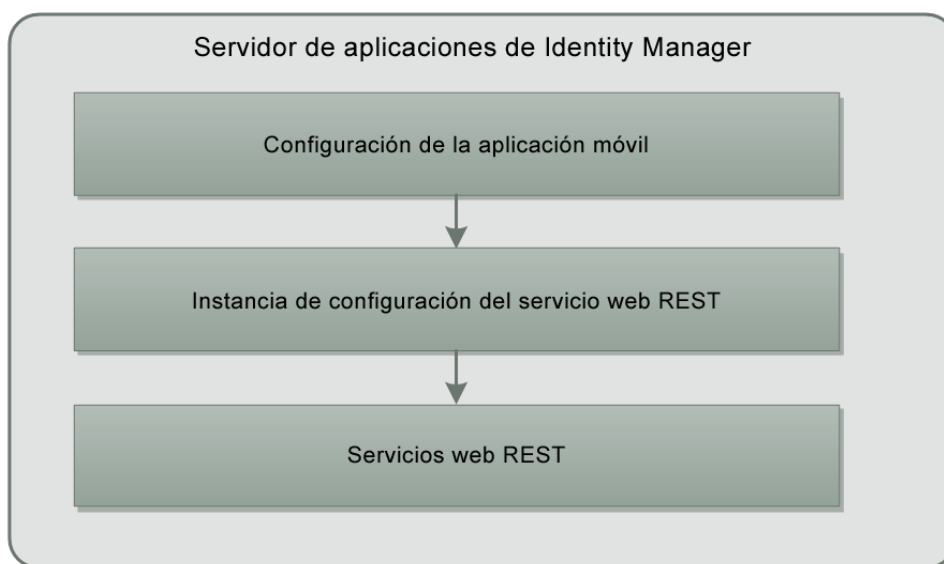 Servidor de aplicaciones de Identity Manager
Configuración de la aplicación móvil
Instancia de configuración del servicio web REST
Servicios web REST